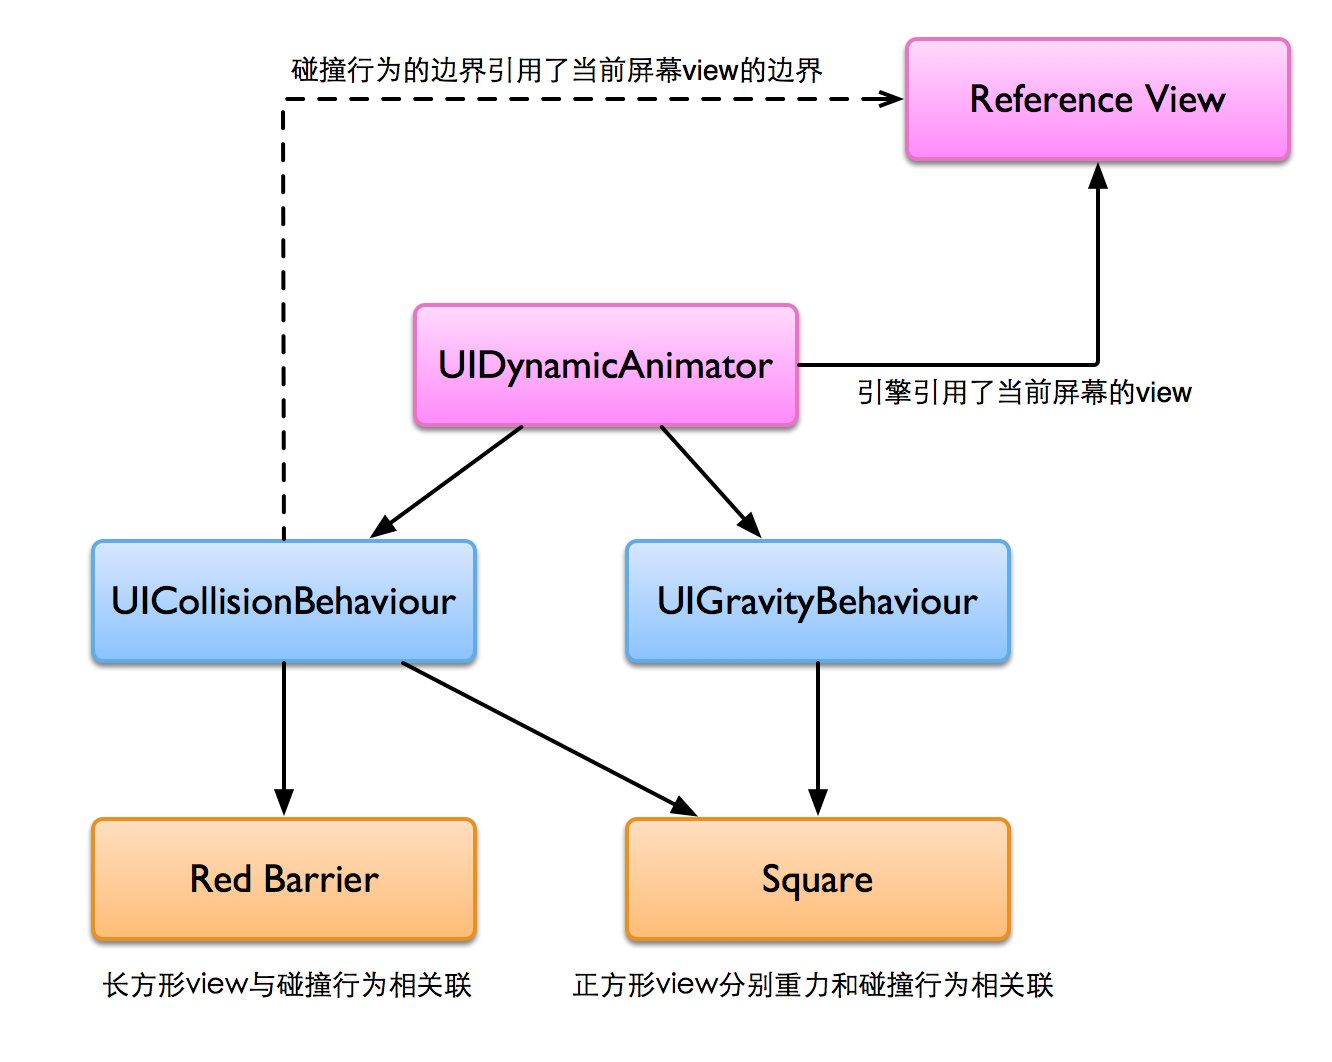 碰撞行为的边界引用了当前屏幕view的边界
Reference View
UIDynamicAnimator
引擎引用了当前屏幕的view
UICollisionBehaviour
UIGravityBehaviour
Red Barrier
Square
长方形view与碰撞行为相关联
正方形view分别重力和碰撞行为相关联